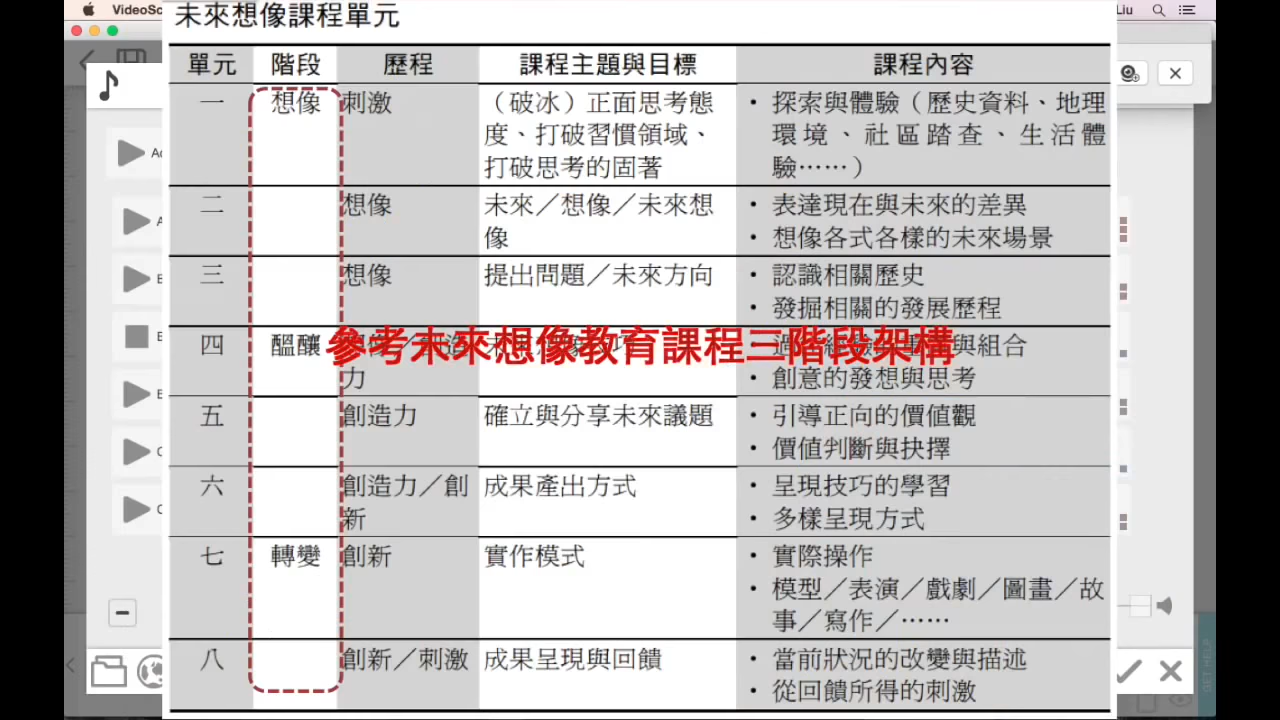 VideoSc
Liu
未來想像課程單元
單元 階段 歷程 課程主題與目標 課程內容
一 想像 刺激 （破冰）正面思考態 • 探索與體驗（歷史資料、地理
度、打破習慣領域、 環境、社區踏查、生活體
打破思考的固著 驗⋯⋯）
二 想像 未來／想像／未來想 • 表達現在與未來的差異
像 • 想像各式各樣的未來場景
三 想像 提出問題／未來方向 • 認識相關歷史
• 發掘相關的發展歷程
四 醞釀 參考未來想像教育課程三階段架構 與組合
力 • 創意的發想與思考
五 創造力 確立與分享未來議題 • 引導正向的價值觀
• 價值判斷與抉擇
六 創造力／創 成果產出方式 • 呈現技巧的學習
新 • 多樣呈現方式
七 轉變 創新 實作模式 • 實際操作
• 模型／表演／戲劇／圖畫／故
事／寫作／⋯⋯
八 創新／刺激 成果呈現與回饋 • 當前狀況的改變與描述
• 從回饋所得的刺激
GET HELP